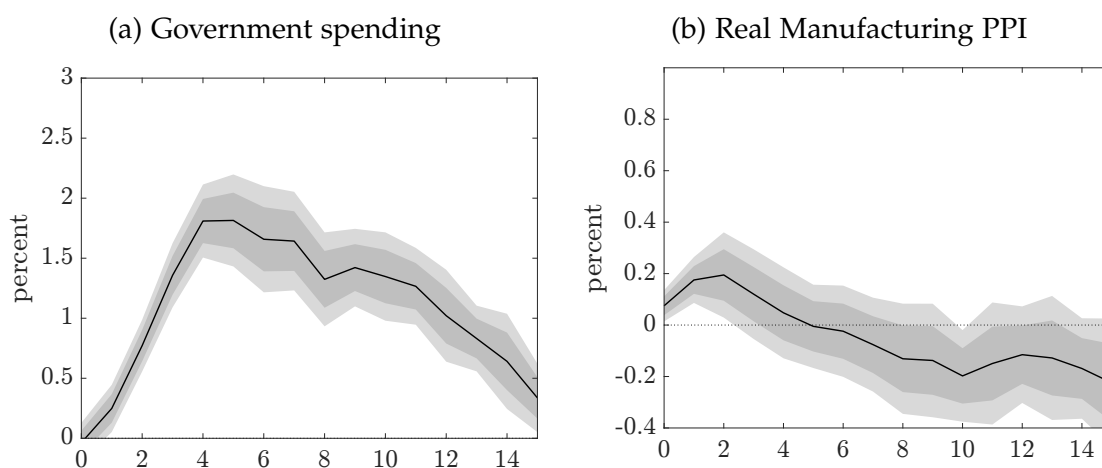 (a) Government spending
(b) Real Manufacturing PPI
3
2.5
2
1.5
1
0.5
0
percent
0 2 4 6 8 10 12 14
0.8
0.6
0.4
0.2
0
-0.2
-0.4
percent
0 2 4 6 8 10 12 14